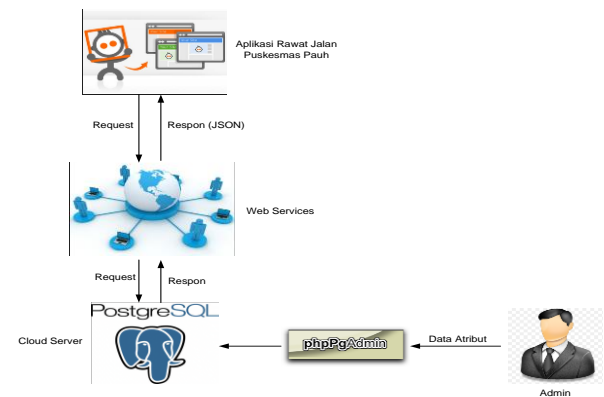 Aplikasi Rawat Jalan
Puskesmas Pauh
Request
Respon (JSON)
Web Services
Request
Respon
PostgreSQL
Cloud Server
phpPgAdmin
Data Atribut
Admin